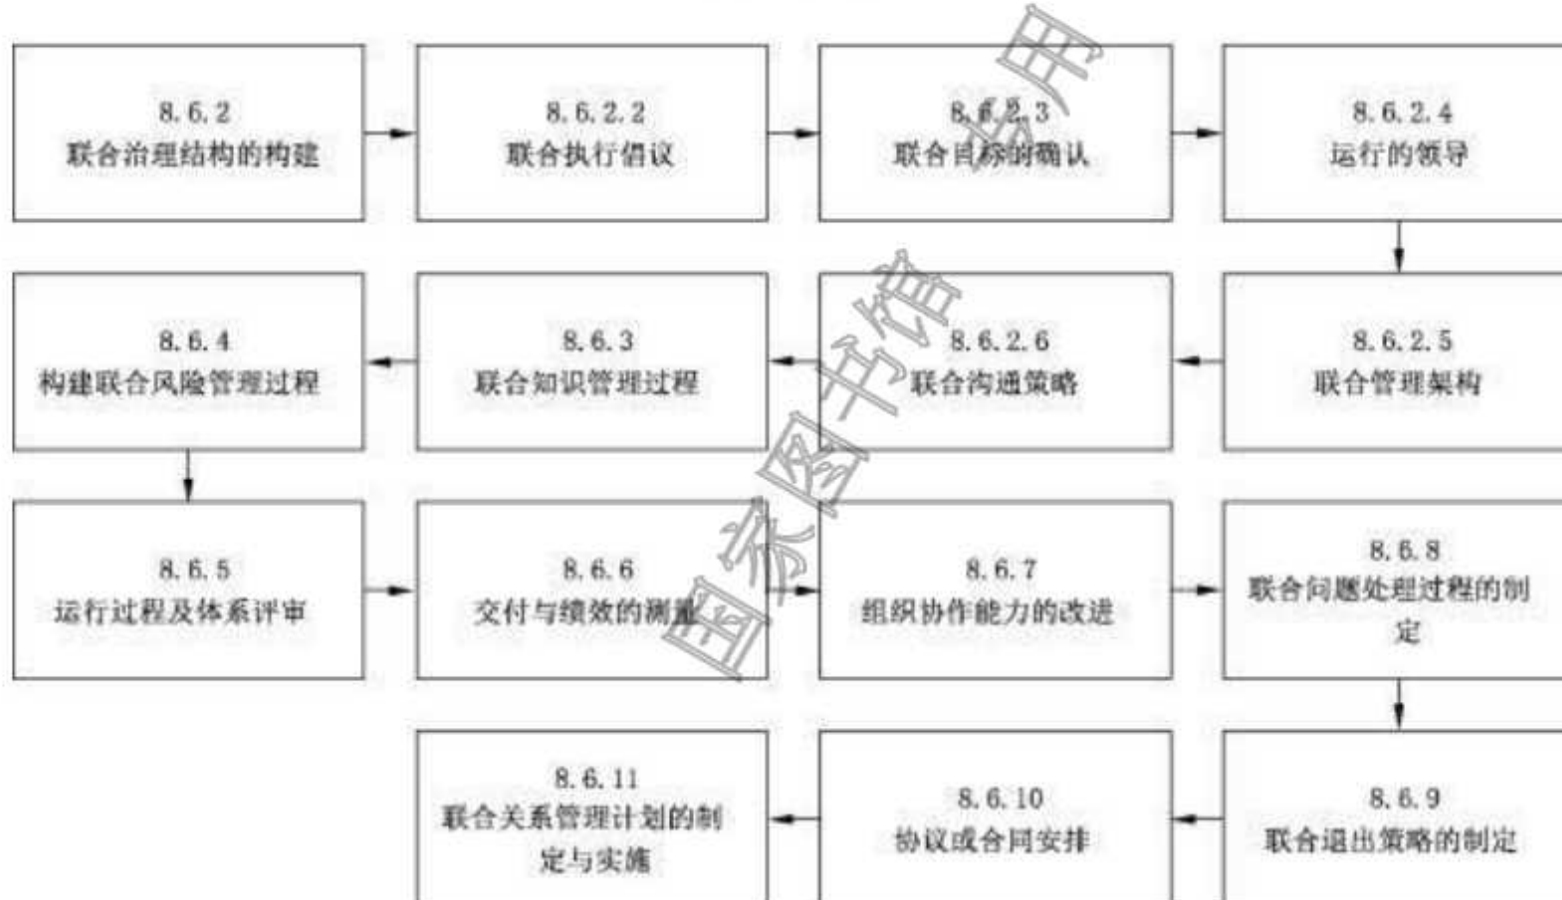 8.6.2
联合治理结构的构建
8.6.2.2
联合执行倡议
8.6.2.3
联合目标的确认
8.6.2.4
运行的领导
8.6.2.5
联合管理架构
8.6.2.6
联合沟通策略
8.6.3
联合知识管理过程
8.6.4
构建联合风险管理过程
8.6.5
运行过程及体系评审
8.6.6
交付与绩效的测量
8.6.7
组织协作能力的改进
8.6.8
联合问题处理过程的制
定
8.6.9
联合退出策略的制定
8.6.10
协议或合同安排
8.6.11
联合关系管理计划的制
定与实施
国家图书馆专用